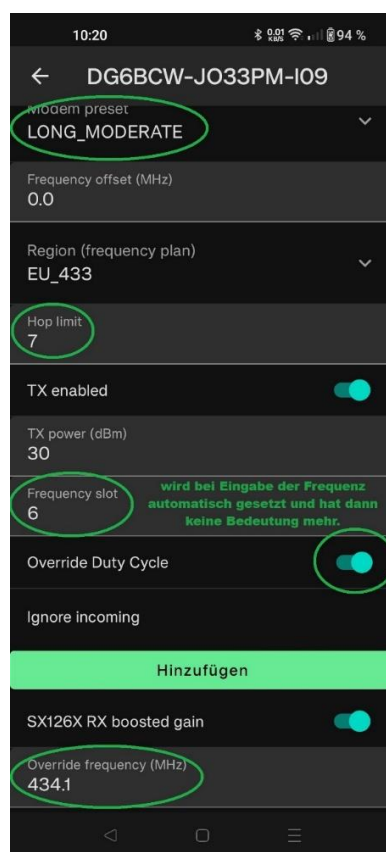 10:20
0.01 KB/S 94 %
DG6BCW-JO33PM-I09
Modem preset
LONG_MODERATE
Frequency offset (MHz)
0.0
Region (frequency plan)
EU_433
Hop limit
7
TX enabled
TX power (dBm)
30
Frequency slot
6
wird bei Eingabe der Frequenz
automatisch gesetzt und hat dann
keine Bedeutung mehr.
Override Duty Cycle
Ignore incoming
Hinzufügen
SX126X RX boosted gain
Override frequency (MHz)
434.1